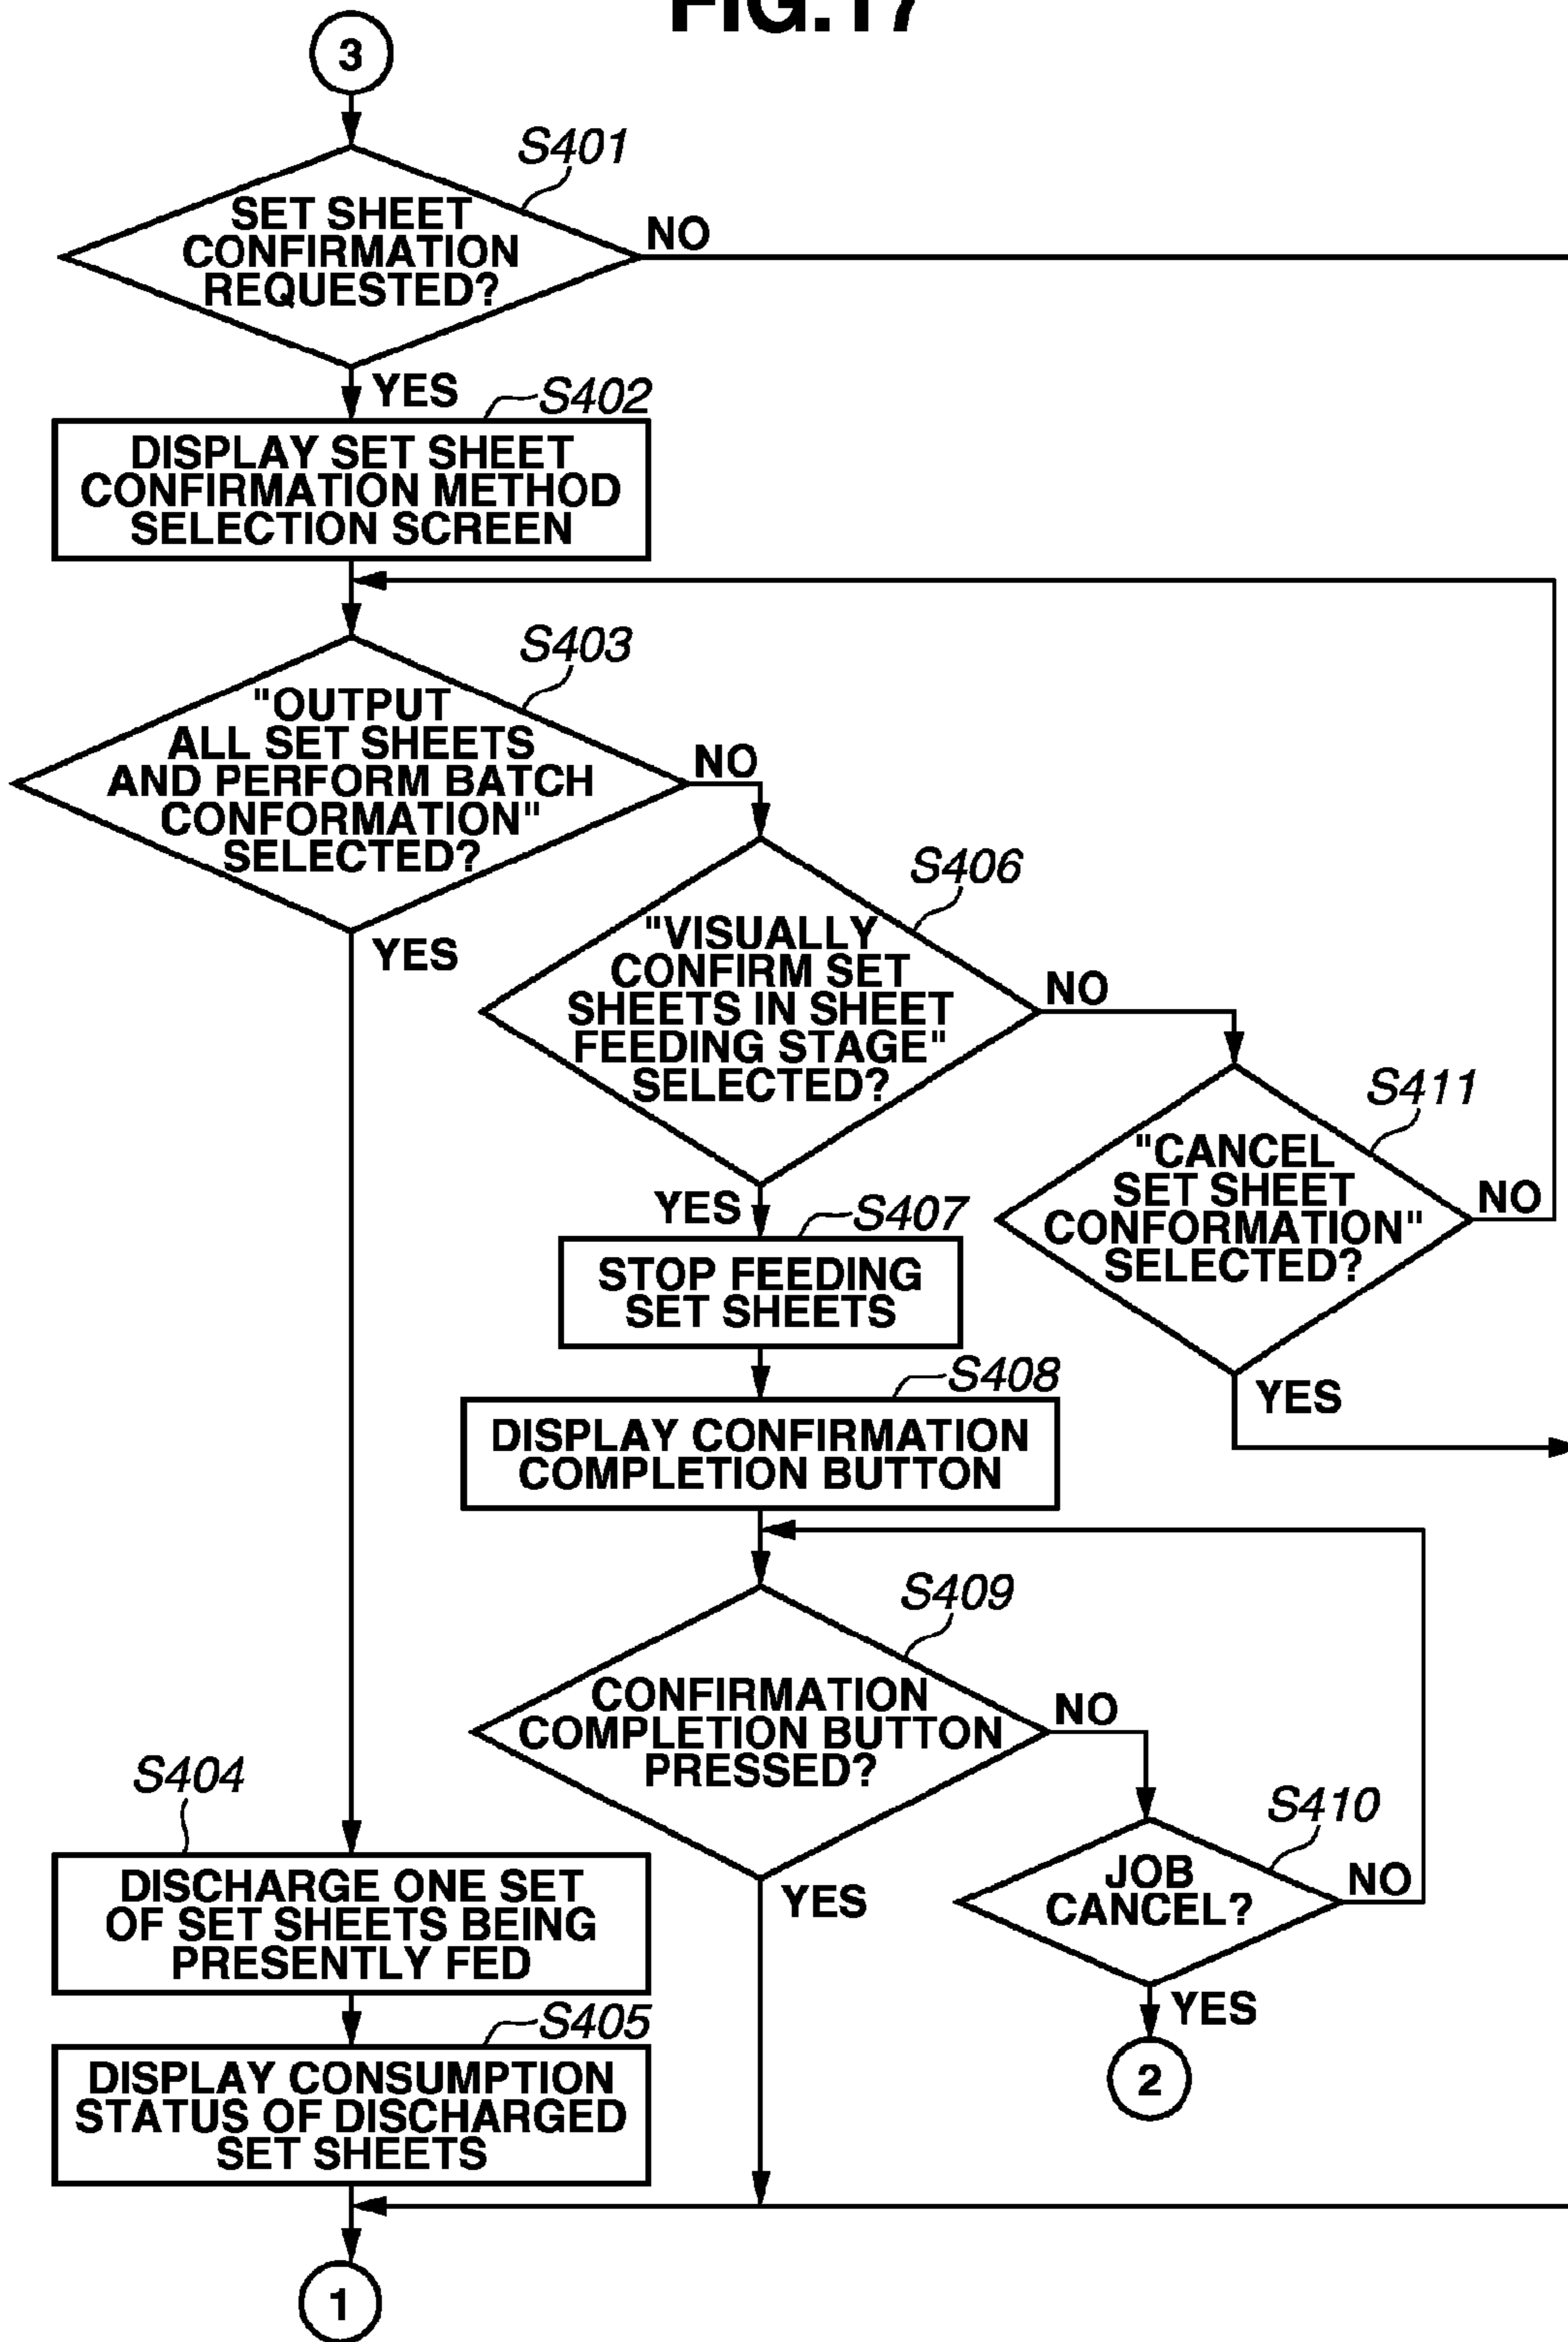 FIG.17
3
S401
SET SHEET
CONFIRMATION
REQUESTED?
NO
YES
S402
DISPLAY SET SHEET
CONFIRMATION METHOD
SELECTION SCREEN
S403
"OUTPUT
ALL SET SHEETS
AND PERFORM BATCH
CONFORMATION"
SELECTED?
NO
YES
S406
"VISUALLY
CONFIRM SET
SHEETS IN SHEET
FEEDING STAGE"
SELECTED?
NO
YES
S411
"CANCEL
SET SHEET
CONFORMATION"
SELECTED?
NO
YES
S407
STOP FEEDING
SET SHEETS
S408
DISPLAY CONFIRMATION
COMPLETION BUTTON
S409
CONFIRMATION
COMPLETION BUTTON
PRESSED?
NO
YES
S410
JOB
CANCEL?
NO
YES
2
S404
DISCHARGE ONE SET
OF SET SHEETS BEING
PRESENTLY FED
S405
DISPLAY CONSUMPTION
STATUS OF DISCHARGED
SET SHEETS
1